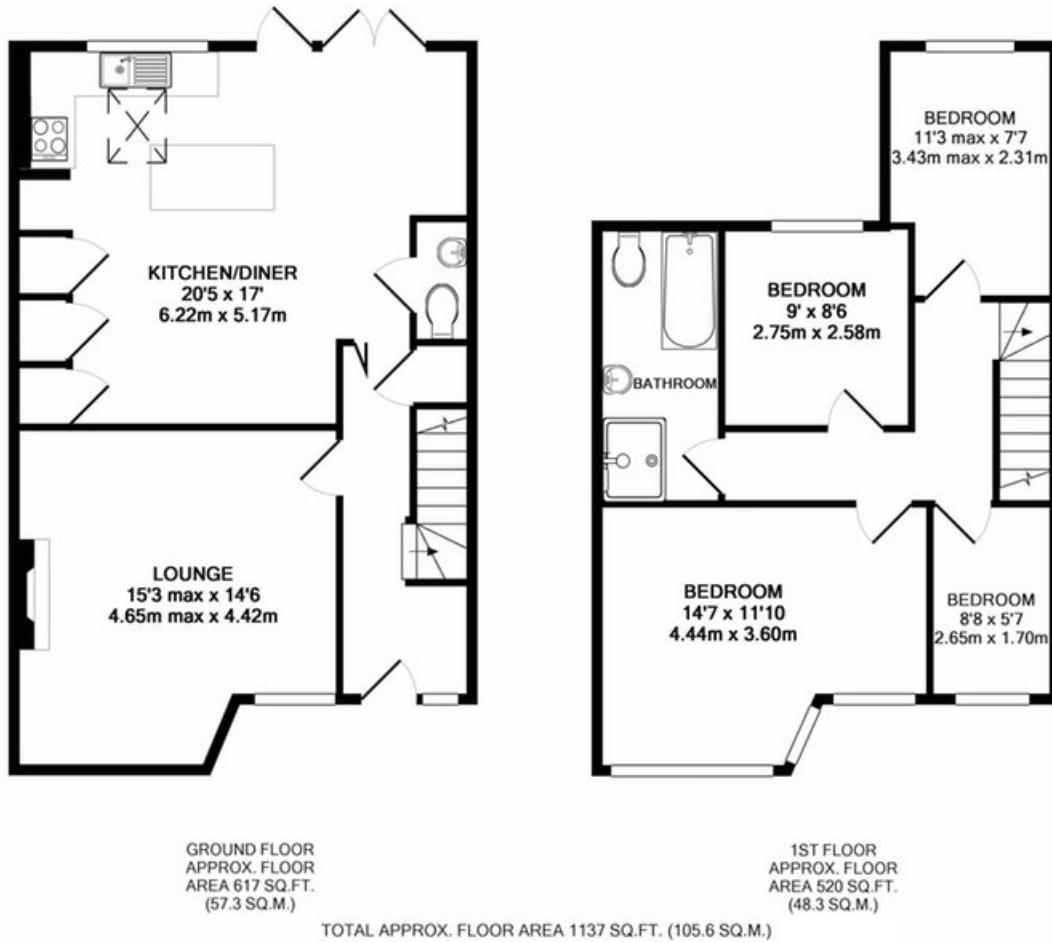 KITCHEN/DINER
20'5 x 17'
6.22m x 5.17m
LOUNGE
15'3 max x 14'6
4.65m max x 4.42m
GROUND FLOOR
APPROX. FLOOR
AREA 617 SQ.FT.
(57.3 SQ.M.)
BEDROOM
11'3 max x 7'7
3.43m max x 2.31m
BEDROOM
9' x 8'6
2.75m x 2.58m
BATHROOM
BEDROOM
14'7 x 11'10
4.44m x 3.60m
BEDROOM
8'8 x 5'7
2.65m x 1.70m
1ST FLOOR
APPROX. FLOOR
AREA 520 SQ.FT.
(48.3 SQ.M.)
TOTAL APPROX. FLOOR AREA 1137 SQ.FT. (105.6 SQ.M.)